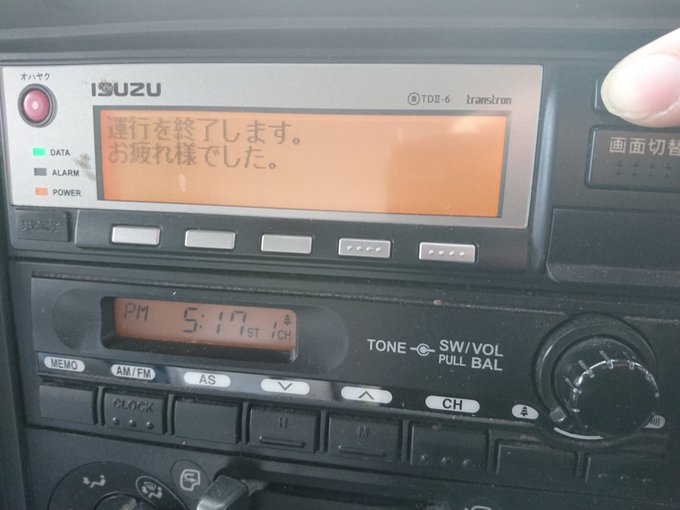 オハヤク
ISUZU
TDII-6 transtron
運行を終了します。
お疲れ様でした。
DATA
ALARM
POWER
画面切替
PM 5:17 ST 1CH
TONE SW/VOL
PULL BAL
MEMO
AM/FM
AS
CH
CLOCK
H
M